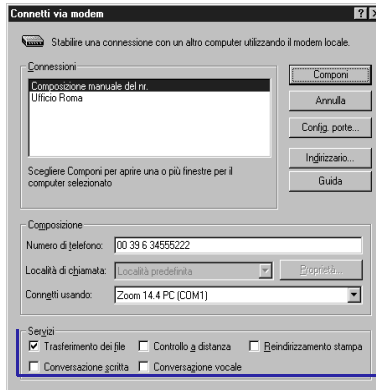 Connetti via modem
Stabilire una connessione con un altro computer utilizzando il modem locale.
Connessioni
Composizione manuale del nr.
Ufficio Roma
Scegliere Componi per aprire una o più finestre per il
computer selezionato
Componi
Annulla
Config. porte...
Indirizzario...
Guida
Composizione
Numero di telefono: 00 39 6 34555222
Località di chiamata: Località predefinita Proprietà...
Connetti usando: Zoom 14.4 PC (COM1)
Servizi
Trasferimento dei file Controllo a distanza Reindirizzamento stampa
Conversazione scritta Conversazione vocale